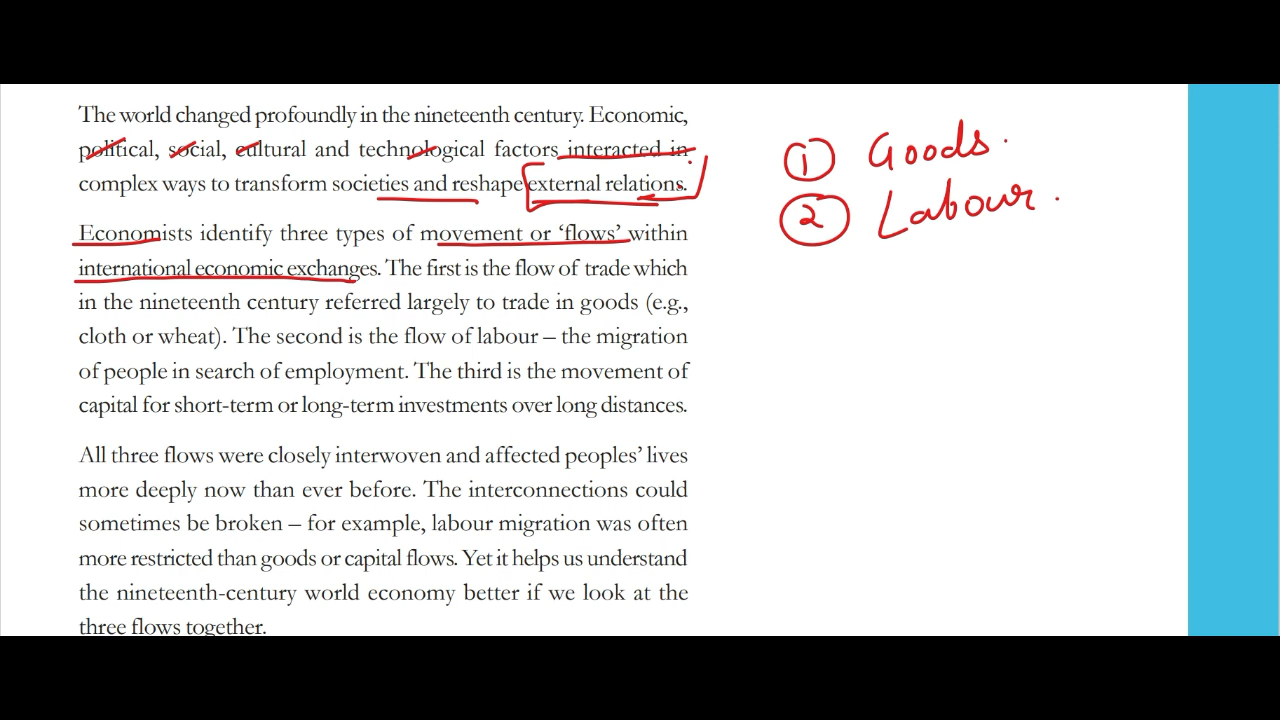 The world changed profoundly in the nineteenth century. Economic,
political, social, cultural and technological factors interacted in
complex ways to transform societies and reshape external relations.
Economists identify three types of movement or ‘flows’ within
international economic exchanges. The first is the flow of trade which
in the nineteenth century referred largely to trade in goods (e.g.,
cloth or wheat). The second is the flow of labour – the migration
of people in search of employment. The third is the movement of
capital for short-term or long-term investments over long distances.
All three flows were closely interwoven and affected peoples’ lives
more deeply now than ever before. The interconnections could
sometimes be broken – for example, labour migration was often
more restricted than goods or capital flows. Yet it helps us understand
the nineteenth-century world economy better if we look at the
three flows together.
1 Goods.
2 Labour.